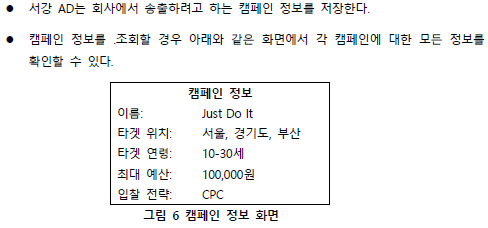 ● 서강 AD는 회사에서 송출하려고 하는 캠페인 정보를 저장한다.
● 캠페인 정보를 .조회할 경우 아래와 같은 화면에서 각 캠페인에 대한 모든 정보를
확인할 수 있다.
캠페인 정보
이름: Just Do It
타겟 위치: 서울, 경기도, 부산
타겟 연령: 10-30세
최대 예산: 100,000원
입찰 전략: CPC
그림 6 캠페인 정보 화면